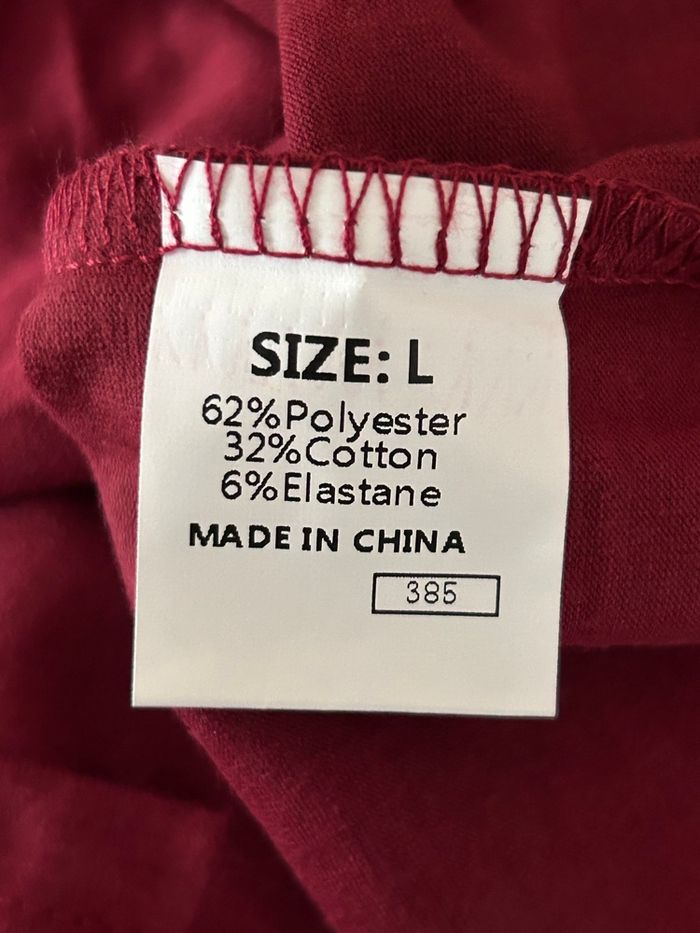 SIZE: L
62%Polyester
32%Cotton
6%Elastane
MADE IN CHINA
385